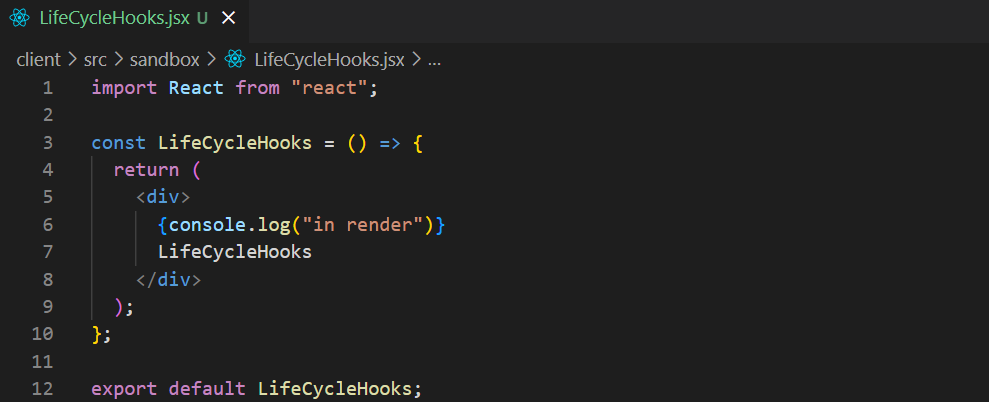 LifeCycleHooks.jsx U ×
client > src > sandbox > LifeCycleHooks.jsx > ...
1 import React from "react";
2
3 const LifeCycleHooks = () => {
4   return (
5     <div>
6       {console.log("in render")}
7       LifeCycleHooks
8     </div>
9   );
10 };
11
12 export default LifeCycleHooks;